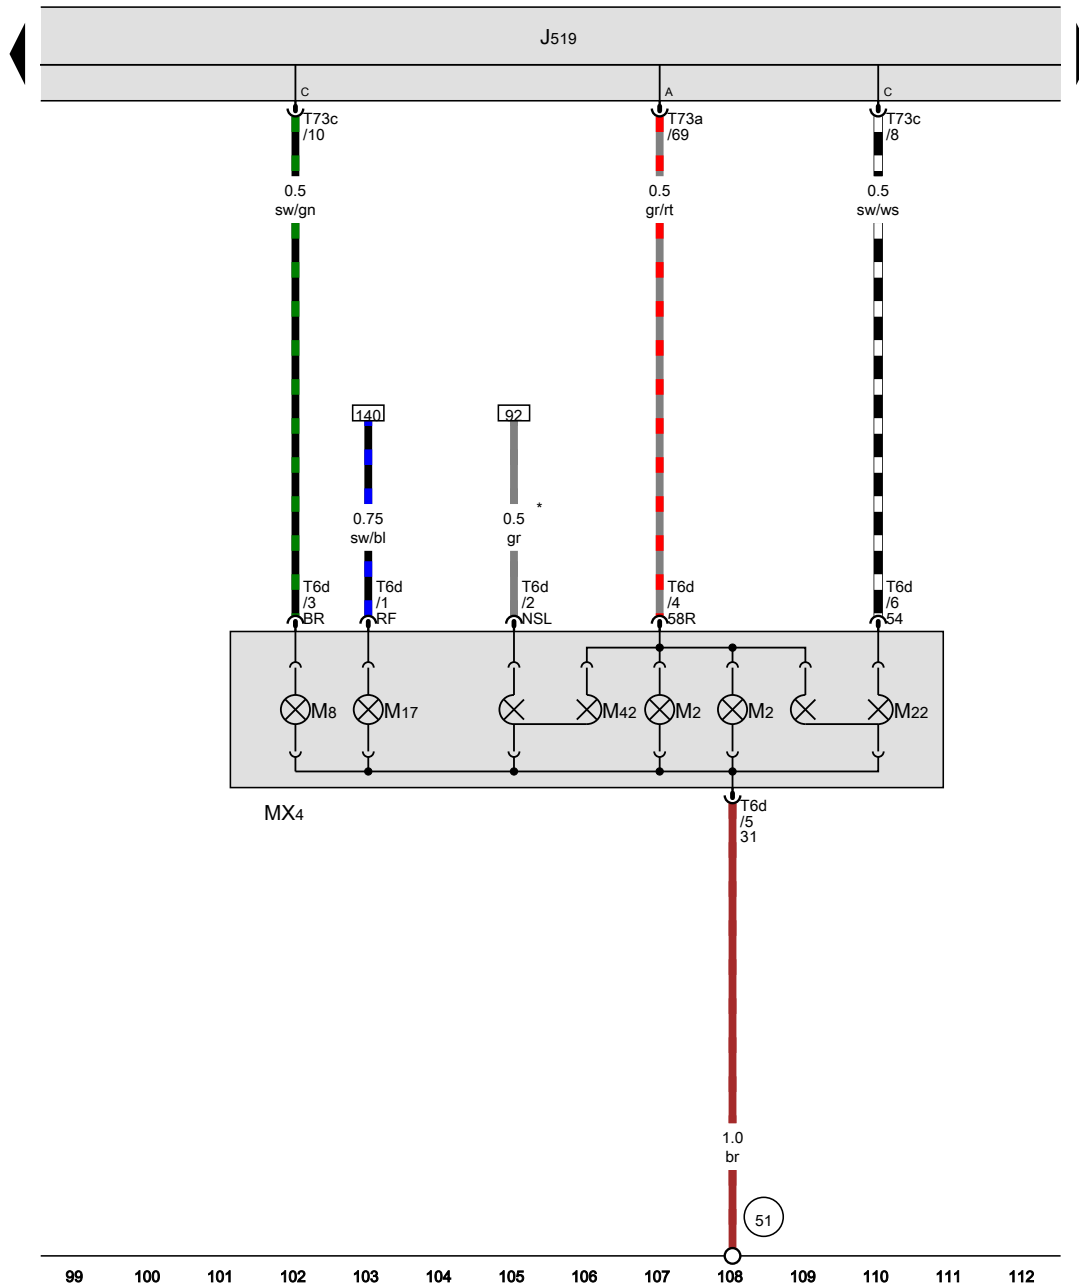 J519
C
A
C
T73c
/10
T73a
/69
T73c
/8
0.5
sw/gn
0.5
gr/rt
0.5
sw/ws
140
92
0.75
sw/bl
0.5
gr
*
T6d
/3
BR
T6d
/1
RF
T6d
/2
NSL
T6d
/4
58R
T6d
/6
54
M8
M17
M42
M2
M2
M22
MX4
T6d
/5
31
1.0
br
51
99 100 101 102 103 104 105 106 107 108 109 110 111 112